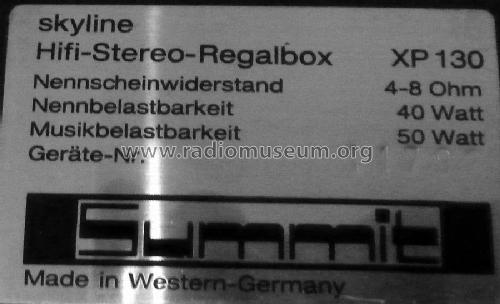 skyline
Hifi-Stereo-Regalbox XP 130
Nennscheinwiderstand 4-8 Ohm
Nennbelastbarkeit 40 Watt
Musikbelastbarkeit 50 Watt
Geräte-Nr.
www.radiomuseum.org
Summit
Made in Western-Germany